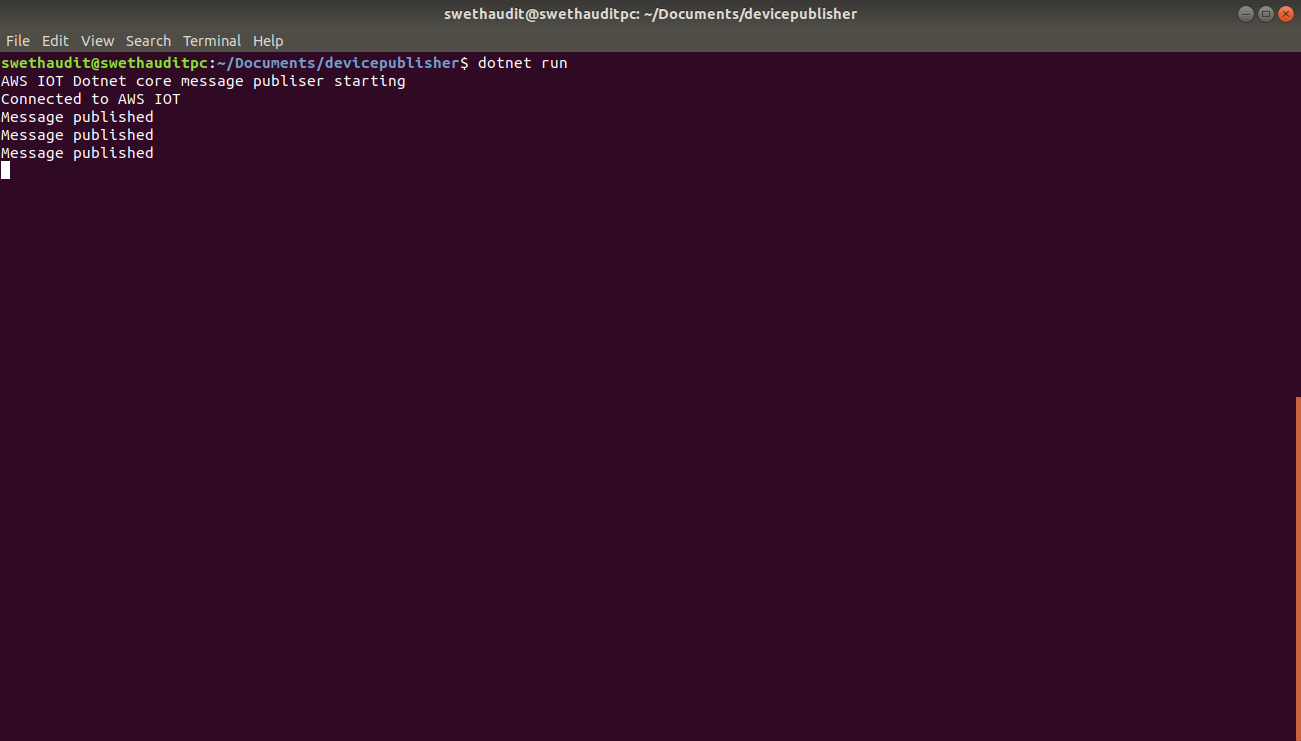 swethaudit@swethauditpc: ~/Documents/devicepublisher
File Edit View Search Terminal Help
swethaudit@swethauditpc:~/Documents/devicepublisher$ dotnet run
AWS IOT Dotnet core message publiser starting
Connected to AWS IOT
Message published
Message published
Message published